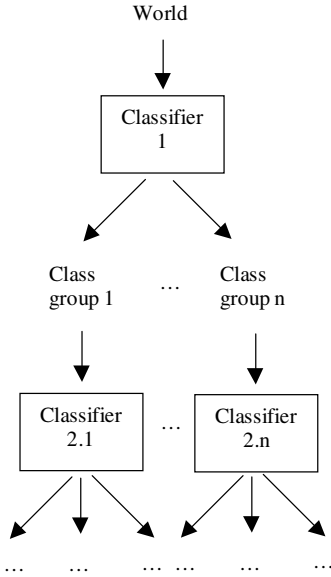 World
Classifier
1
Class
group 1
...
Class
group n
Classifier
2.1
...
Classifier
2.n
... ... ... ... ... ...